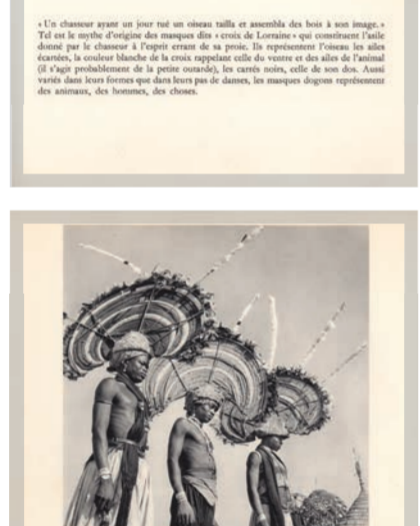 « Un chasseur ayant un jour tué un oiseau tailla et assembla des bois à son image. »
Tel est le mythe d'origine des masques dits « croix de Lorraine » qui constituent l'asile
donné par le chasseur à l'esprit errant de sa proie. Ils représentent l'oiseau les ailes
écartées, la couleur blanche de la croix rappelant celle du ventre et des ailes de l'animal
(il s'agit probablement de la petite outarde), les carrés noirs, celle de son dos. Aussi
variés dans leurs formes que dans leurs pas de danses, les masques dogons représentent
des animaux, des hommes, des choses.